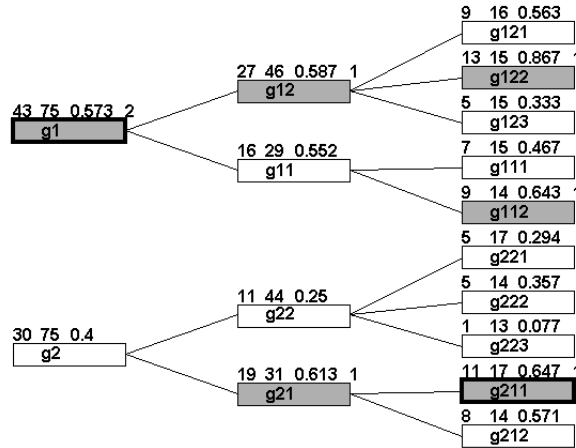 9 16 0.563
g121
27 46 0.587 1
g12
13 15 0.867 1
g122
43 75 0.573 2
g1
5 15 0.333
g123
16 29 0.552
g11
7 15 0.467
g111
9 14 0.643 1
g112
5 17 0.294
g221
11 44 0.25
g22
5 14 0.357
g222
30 75 0.4
g2
1 13 0.077
g223
19 31 0.613 1
g21
11 17 0.647 1
g211
8 14 0.571
g212